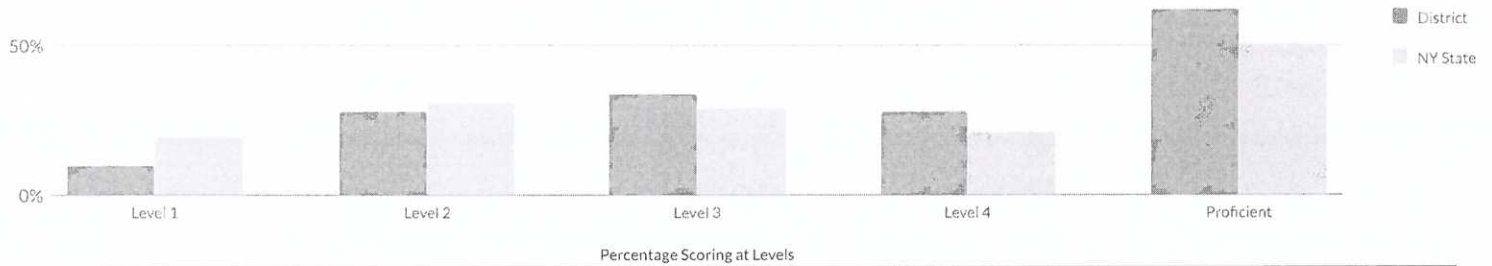 District
50%
NY State
0%
Level 1
Level 2
Level 3
Level 4
Proficient
Percentage Scoring at Levels